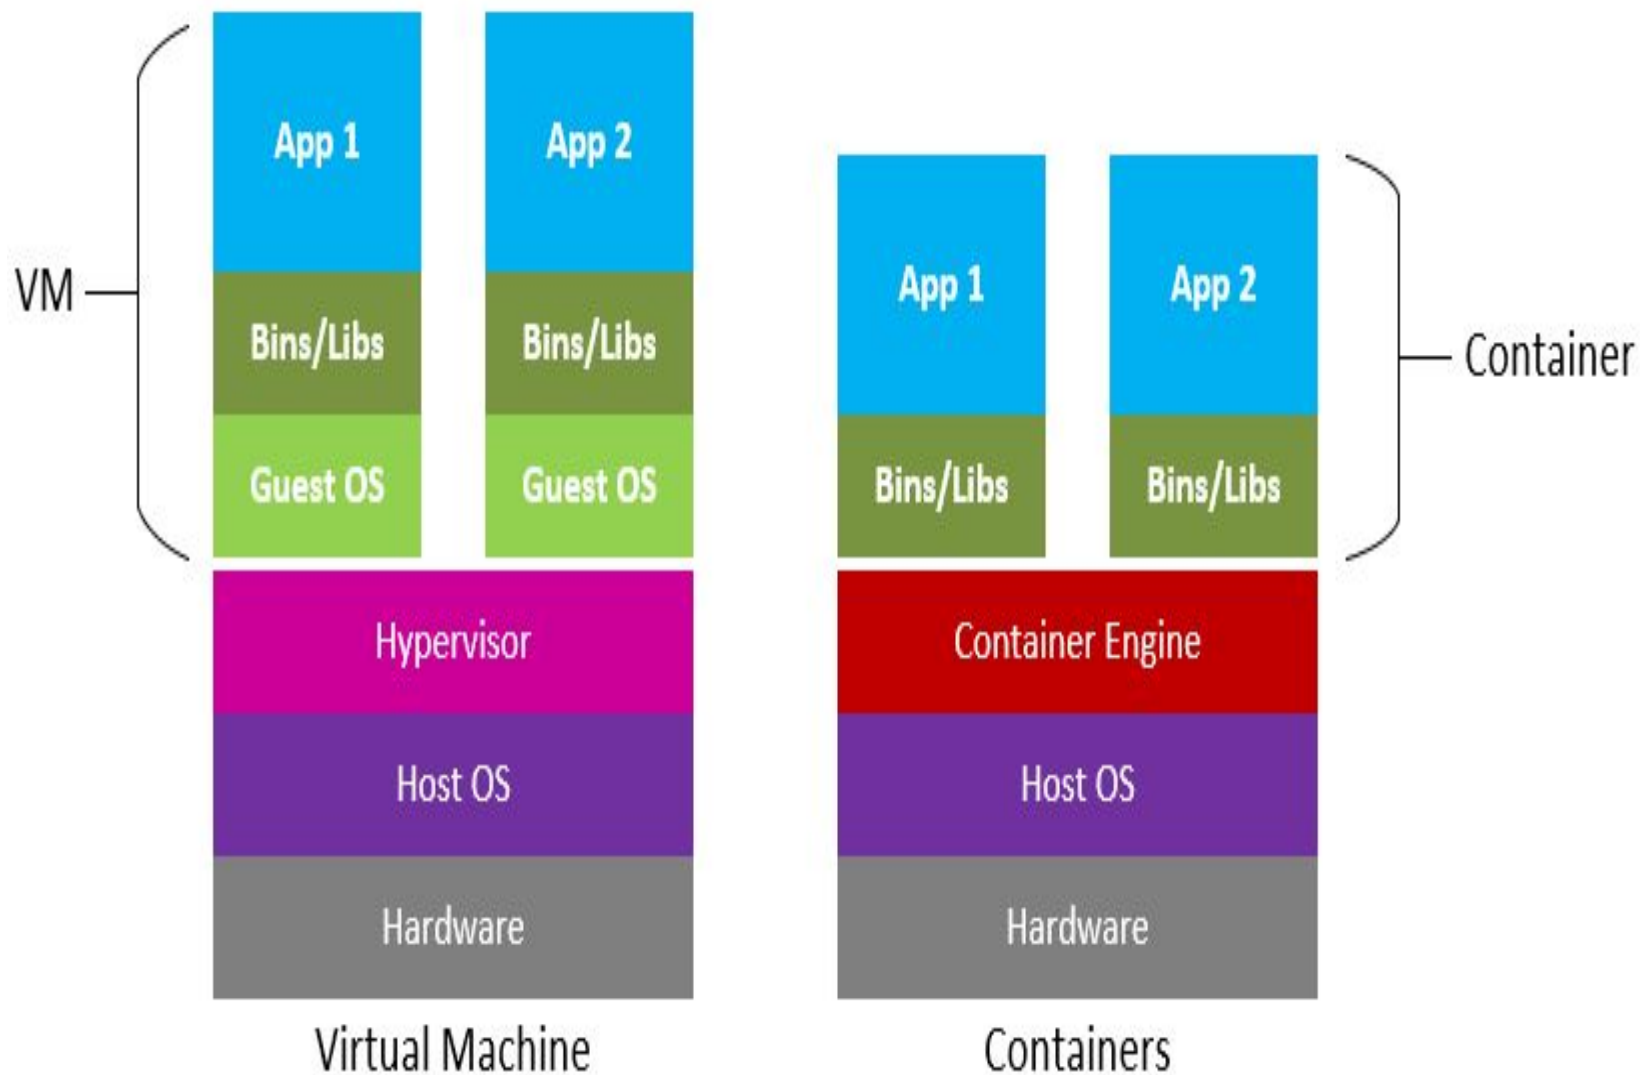 VM
App 1
App 2
Bins/Libs
Bins/Libs
Guest OS
Guest OS
Hypervisor
Host OS
Hardware
Virtual Machine
App 1
App 2
Bins/Libs
Bins/Libs
Container
Container Engine
Host OS
Hardware
Containers